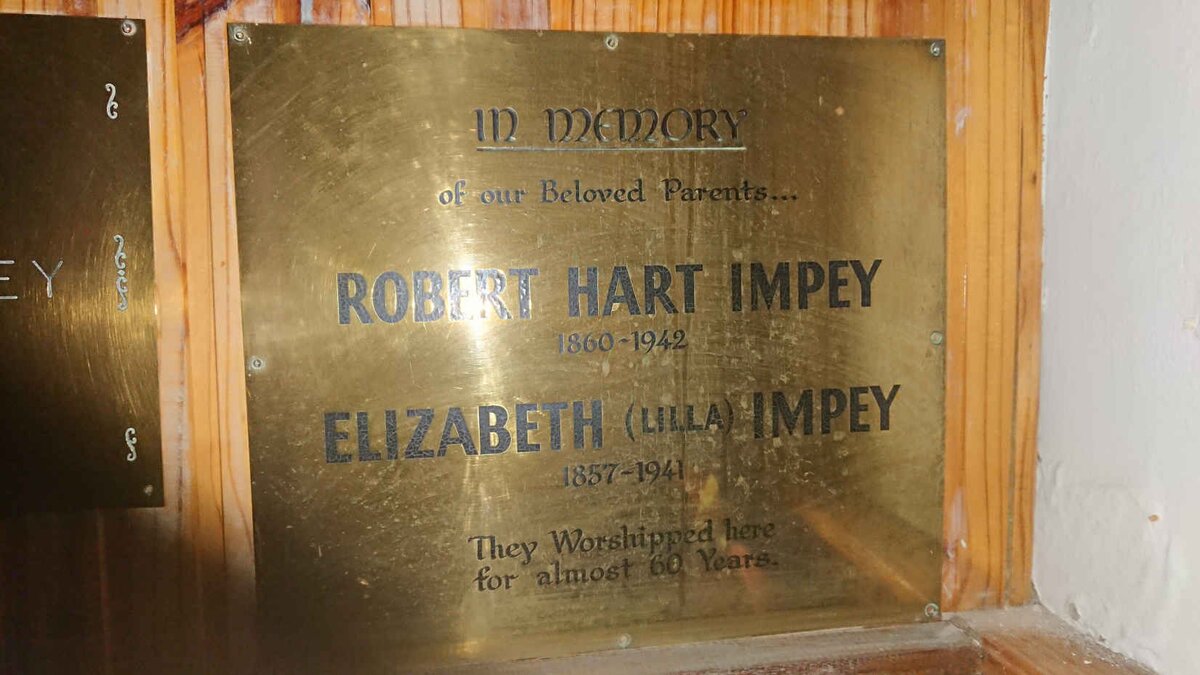 IN MEMORY
of our Beloved Parents...
ROBERT HART IMPEY
1860-1942
ELIZABETH (LILLA) IMPEY
1857-1941
They Worshipped here
for almost 60 Years.